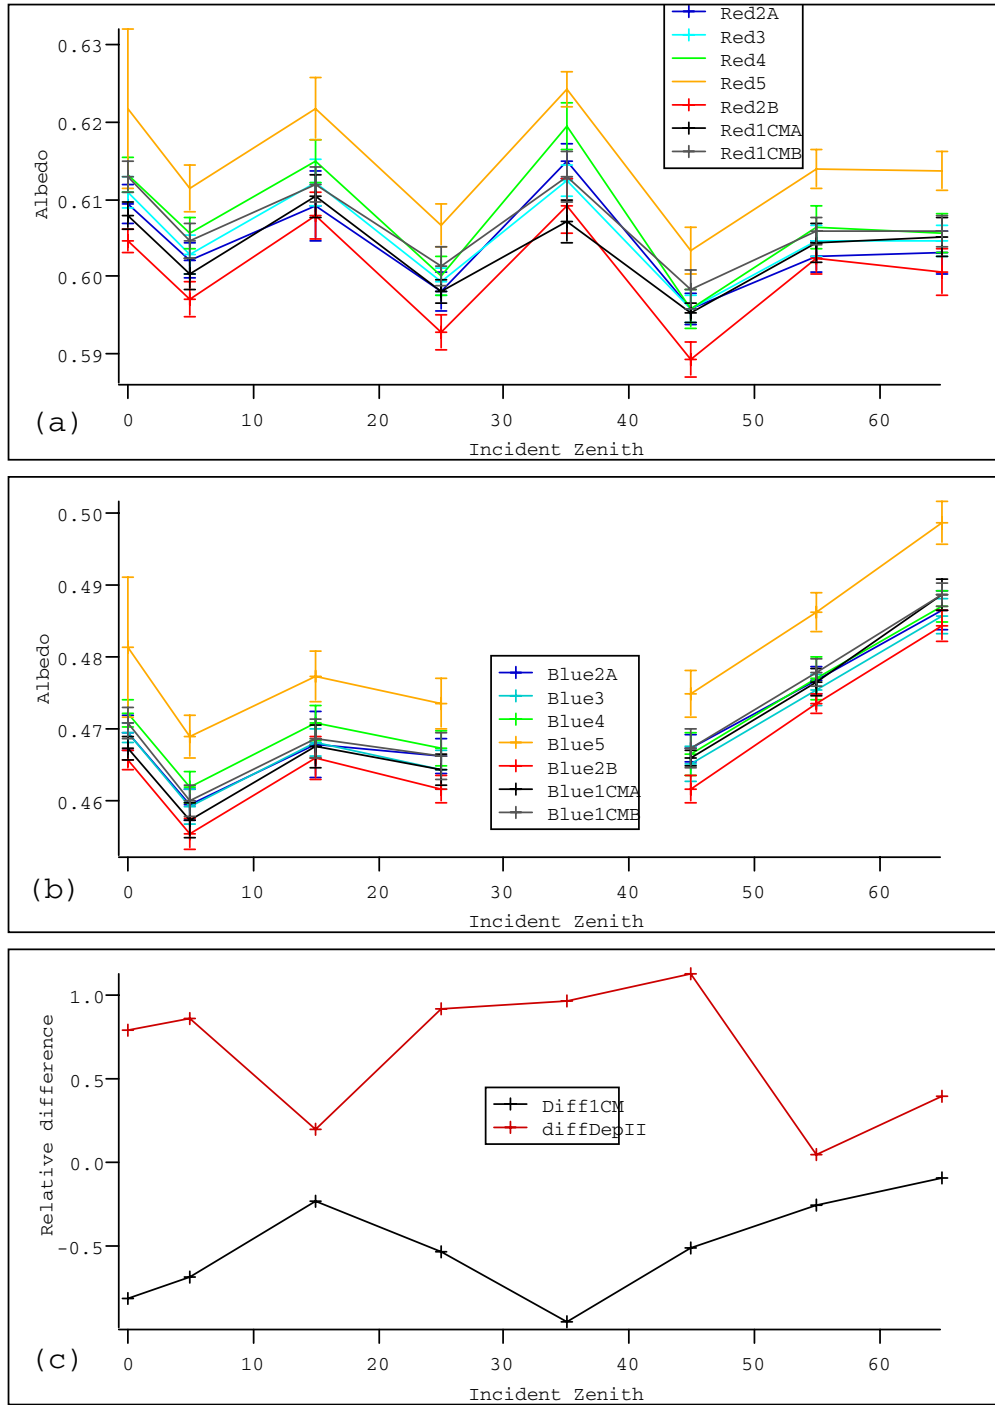 Red2A
Red3
Red4
Red5
Red2B
Red1CMA
Red1CMB
0.63
0.62
0.61
0.60
0.59
Albedo
0
10
20
30
40
50
60
Incident Zenith
(a)
0.50
0.49
0.48
0.47
0.46
Albedo
Blue2A
Blue3
Blue4
Blue5
Blue2B
Blue1CMA
Blue1CMB
0
10
20
30
40
50
60
Incident Zenith
(b)
1.0
0.5
0.0
-0.5
Relative difference
Diff1CM
diffDepII
0
10
20
30
40
50
60
Incident Zenith
(c)